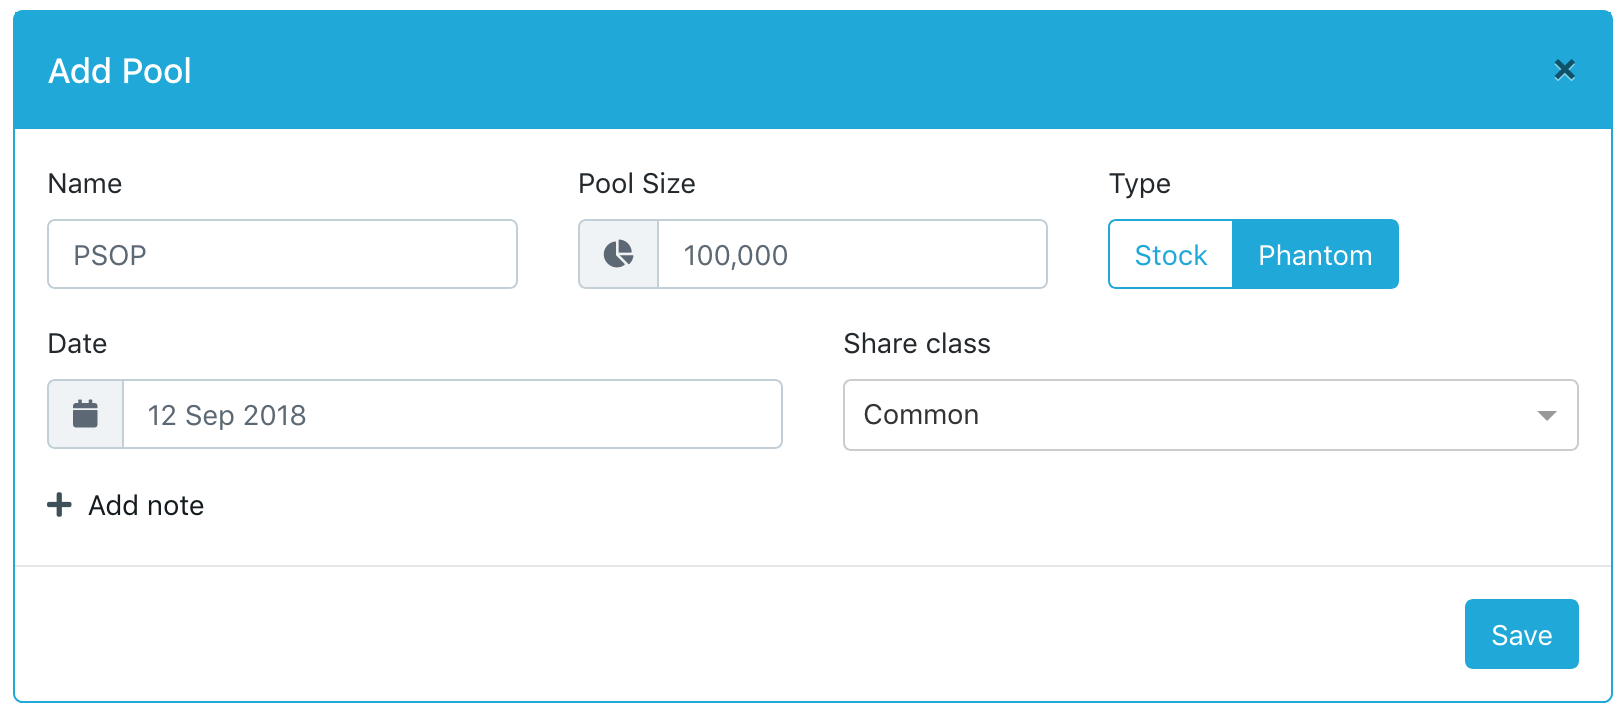 Add Pool
Name
Pool Size
Type
PSOP
100,000
Stock
Phantom
Date
Share class
12 Sep 2018
Common
Add note
Save